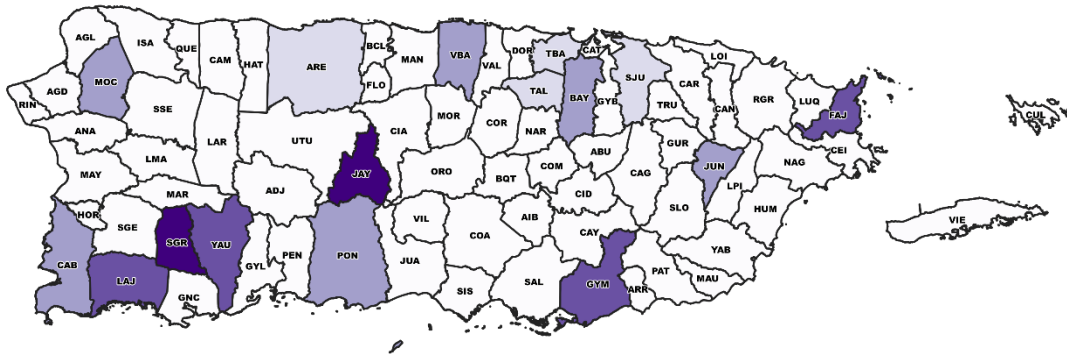 AGL
ISA
QUE
CAM
HAT
ARE
BCL
FLO
MAN
VBA
VAL
DOR
TBA
CAT
TAL
BAY
GYB
SJU
LOI
CAR
CAN
TRU
RGR
LUQ
FAJ
CUL
CEI
MOC
AGD
RIN
SSE
ANA
LAR
UTU
CIA
MOR
COR
NAR
LMA
MAY
MAR
ADJ
JAY
ORO
BQT
COM
ABU
CID
CAG
GUR
JUN
NAG
LPI
HUM
SLO
VIE
HOR
SGE
SGR
YAU
CAB
LAJ
GNC
GYL
PEN
PON
VIL
JUA
COA
AIB
CAY
SIS
SAL
GYM
PAT
ARR
MAU
YAB